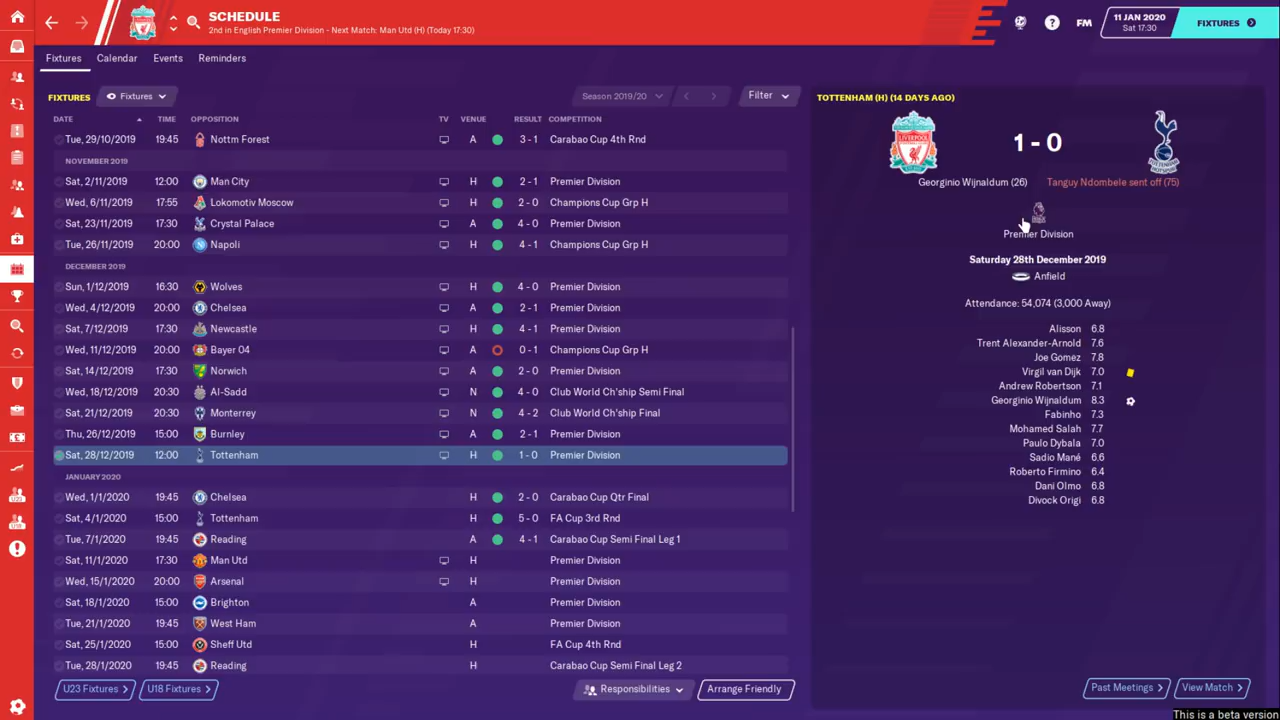 SCHEDULE
2nd in English Premier Division - Next Match: Man Utd (H) (Today 17:30)
FM
11 JAN 2020
Sat 17:30
FIXTURES
Fixtures Calendar Events Reminders
FIXTURES Fixtures Season 2019/20 Filter
DATE TIME OPPOSITION TV VENUE RESULT COMPETITION
Tue, 29/10/2019 19:45 Nottm Forest A 3 - 1 Carabao Cup 4th Rnd
NOVEMBER 2019
Sat, 2/11/2019 12:00 Man City H 2 - 1 Premier Division
Wed, 6/11/2019 17:55 Lokomotiv Moscow H 2 - 0 Champions Cup Grp H
Sat, 23/11/2019 17:30 Crystal Palace A 4 - 0 Premier Division
Tue, 26/11/2019 20:00 Napoli H 4 - 1 Champions Cup Grp H
DECEMBER 2019
Sun, 1/12/2019 16:30 Wolves H 4 - 0 Premier Division
Wed, 4/12/2019 20:00 Chelsea A 2 - 1 Premier Division
Sat, 7/12/2019 17:30 Newcastle H 4 - 1 Premier Division
Wed, 11/12/2019 20:00 Bayer 04 A 0 - 1 Champions Cup Grp H
Sat, 14/12/2019 17:30 Norwich A 2 - 0 Premier Division
Wed, 18/12/2019 20:30 Al-Sadd N 4 - 0 Club World Ch'ship Semi Final
Sat, 21/12/2019 20:30 Monterrey N 4 - 2 Club World Ch'ship Final
Thu, 26/12/2019 15:00 Burnley A 2 - 1 Premier Division
Sat, 28/12/2019 12:00 Tottenham H 1 - 0 Premier Division
JANUARY 2020
Wed, 1/1/2020 19:45 Chelsea H 2 - 0 Carabao Cup Qtr Final
Sat, 4/1/2020 15:00 Tottenham H 5 - 0 FA Cup 3rd Rnd
Tue, 7/1/2020 19:45 Reading A 4 - 1 Carabao Cup Semi Final Leg 1
Sat, 11/1/2020 17:30 Man Utd H Premier Division
Wed, 15/1/2020 20:00 Arsenal H Premier Division
Sat, 18/1/2020 15:00 Brighton A Premier Division
Tue, 21/1/2020 19:45 West Ham A Premier Division
Sat, 25/1/2020 15:00 Sheff Utd H FA Cup 4th Rnd
Tue, 28/1/2020 19:45 Reading H Carabao Cup Semi Final Leg 2
U23 Fixtures U18 Fixtures Responsibilities Arrange Friendly
TOTTENHAM (H) (14 DAYS AGO)
1 - 0
Georginio Wijnaldum (26) Tanguy Ndombele sent off (75)
Premier Division
Saturday 28th December 2019
Anfield
Attendance: 54,074 (3,000 Away)
Alisson 6.8
Trent Alexander-Arnold 7.6
Joe Gomez 7.8
Virgil van Dijk 7.0
Andrew Robertson 7.1
Georginio Wijnaldum 8.3
Fabinho 7.3
Mohamed Salah 7.7
Paulo Dybala 7.0
Sadio Mané 6.6
Roberto Firmino 6.4
Dani Olmo 6.8
Divock Origi 6.8
Past Meetings View Match
This is a beta version